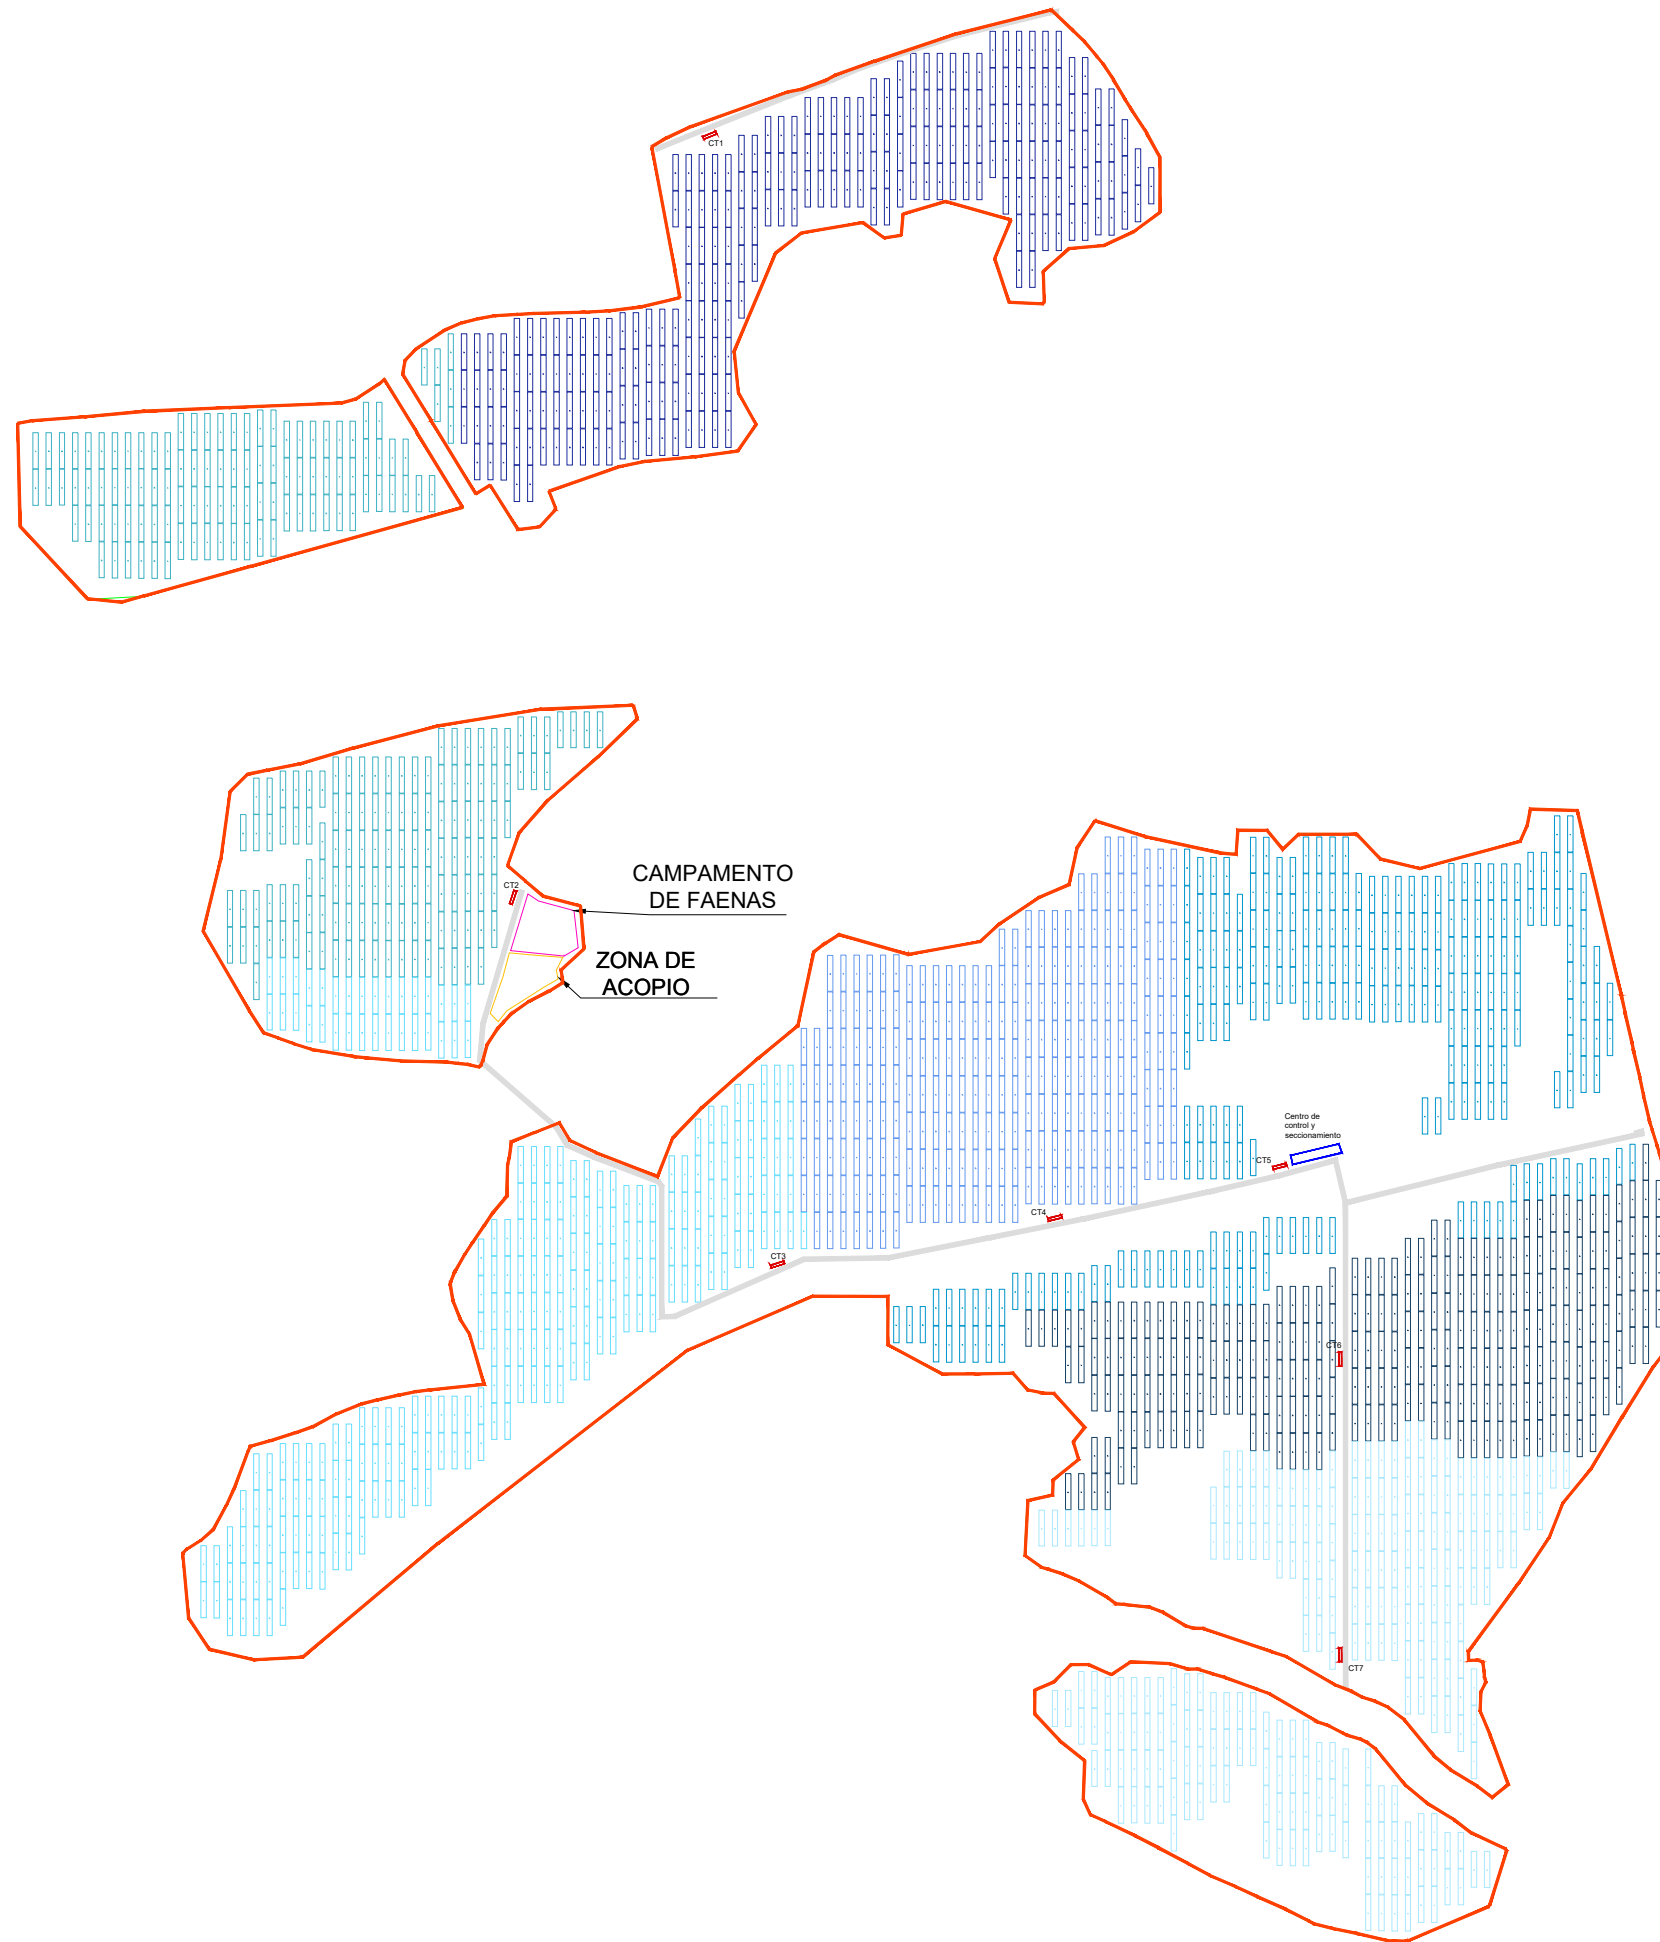 CT1
CAMPAMENTO
DE FAENAS
CT2
ZONA DE
ACOPIO
Centro de
control y
seccionamiento
CT5
CT4
CT3
CT6
CT7